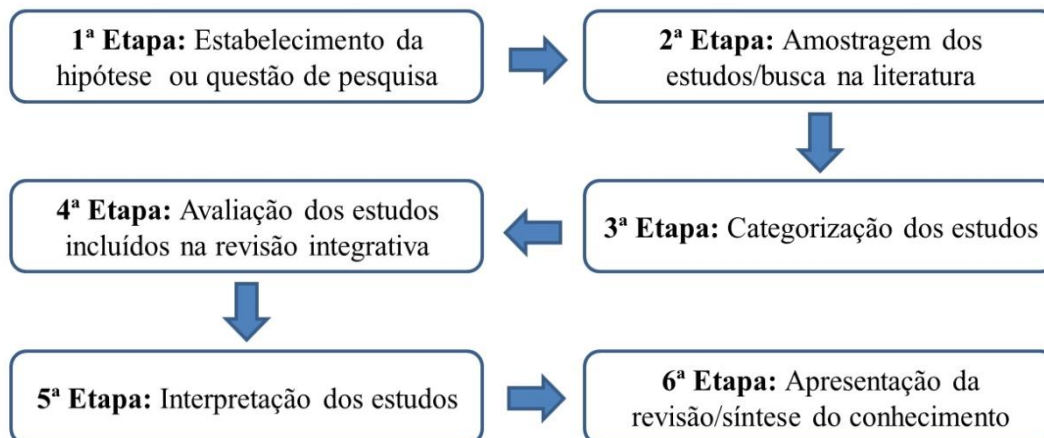 1ª Etapa: Estabelecimento da
hipótese ou questão de pesquisa
2ª Etapa: Amostragem dos
estudos/busca na literatura
3ª Etapa: Categorização dos estudos
4ª Etapa: Avaliação dos estudos
incluídos na revisão integrativa
5ª Etapa: Interpretação dos estudos
6ª Etapa: Apresentação da
revisão/síntese do conhecimento